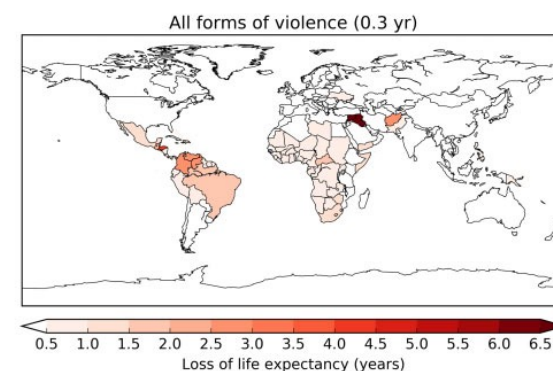 All forms of violence (0.3 yr)
0.5 1.0 1.5 2.0 2.5 3.0 3.5 4.0 4.5 5.0 5.5 6.0 6.5
Loss of life expectancy (years)